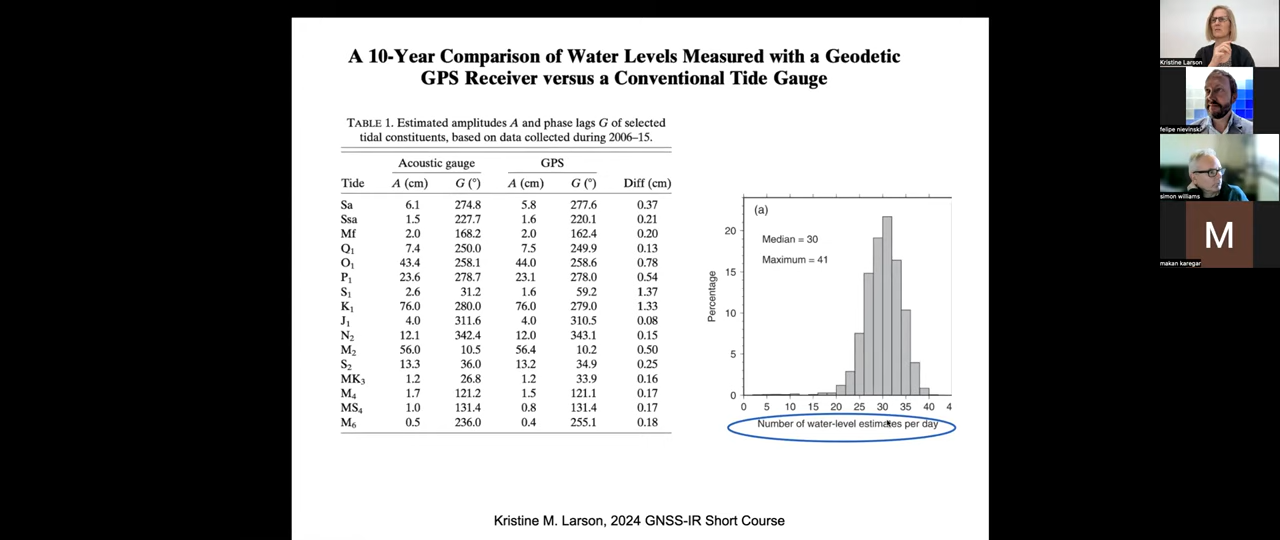 A 10-Year Comparison of Water Levels Measured with a Geodetic
GPS Receiver versus a Conventional Tide Gauge
TABLE 1. Estimated amplitudes A and phase lags G of selected
tidal constituents, based on data collected during 2006–15.
Acoustic gauge GPS
Tide A (cm) G (°) A (cm) G (°) Diff (cm)
Sa 6.1 274.8 5.8 277.6 0.37
Ssa 1.5 227.7 1.6 220.1 0.21
Mf 2.0 168.2 2.0 162.4 0.20
Q₁ 7.4 250.0 7.5 249.9 0.13
O₁ 43.4 258.1 44.0 258.6 0.78
P₁ 23.6 278.7 23.1 278.0 0.54
S₁ 2.6 31.2 1.6 59.2 1.37
K₁ 76.0 280.0 76.0 279.0 1.33
J₁ 4.0 311.6 4.0 310.5 0.08
N₂ 12.1 342.4 12.0 343.1 0.15
M₂ 56.0 10.5 56.4 10.2 0.50
S₂ 13.3 36.0 13.2 34.9 0.25
MK₃ 1.2 26.8 1.2 33.9 0.16
M₄ 1.7 121.2 1.5 121.1 0.17
MS₄ 1.0 131.4 0.8 131.4 0.17
M₆ 0.5 236.0 0.4 255.1 0.18
(a)
Median = 30
Maximum = 41
Percentage
20
15
10
5
0
0 5 10 15 20 25 30 35 40 4
Number of water-level estimates per day
Kristine M. Larson, 2024 GNSS-IR Short Course
Kristine Larson
felipe nievinski
simon williams
M
makan karegar